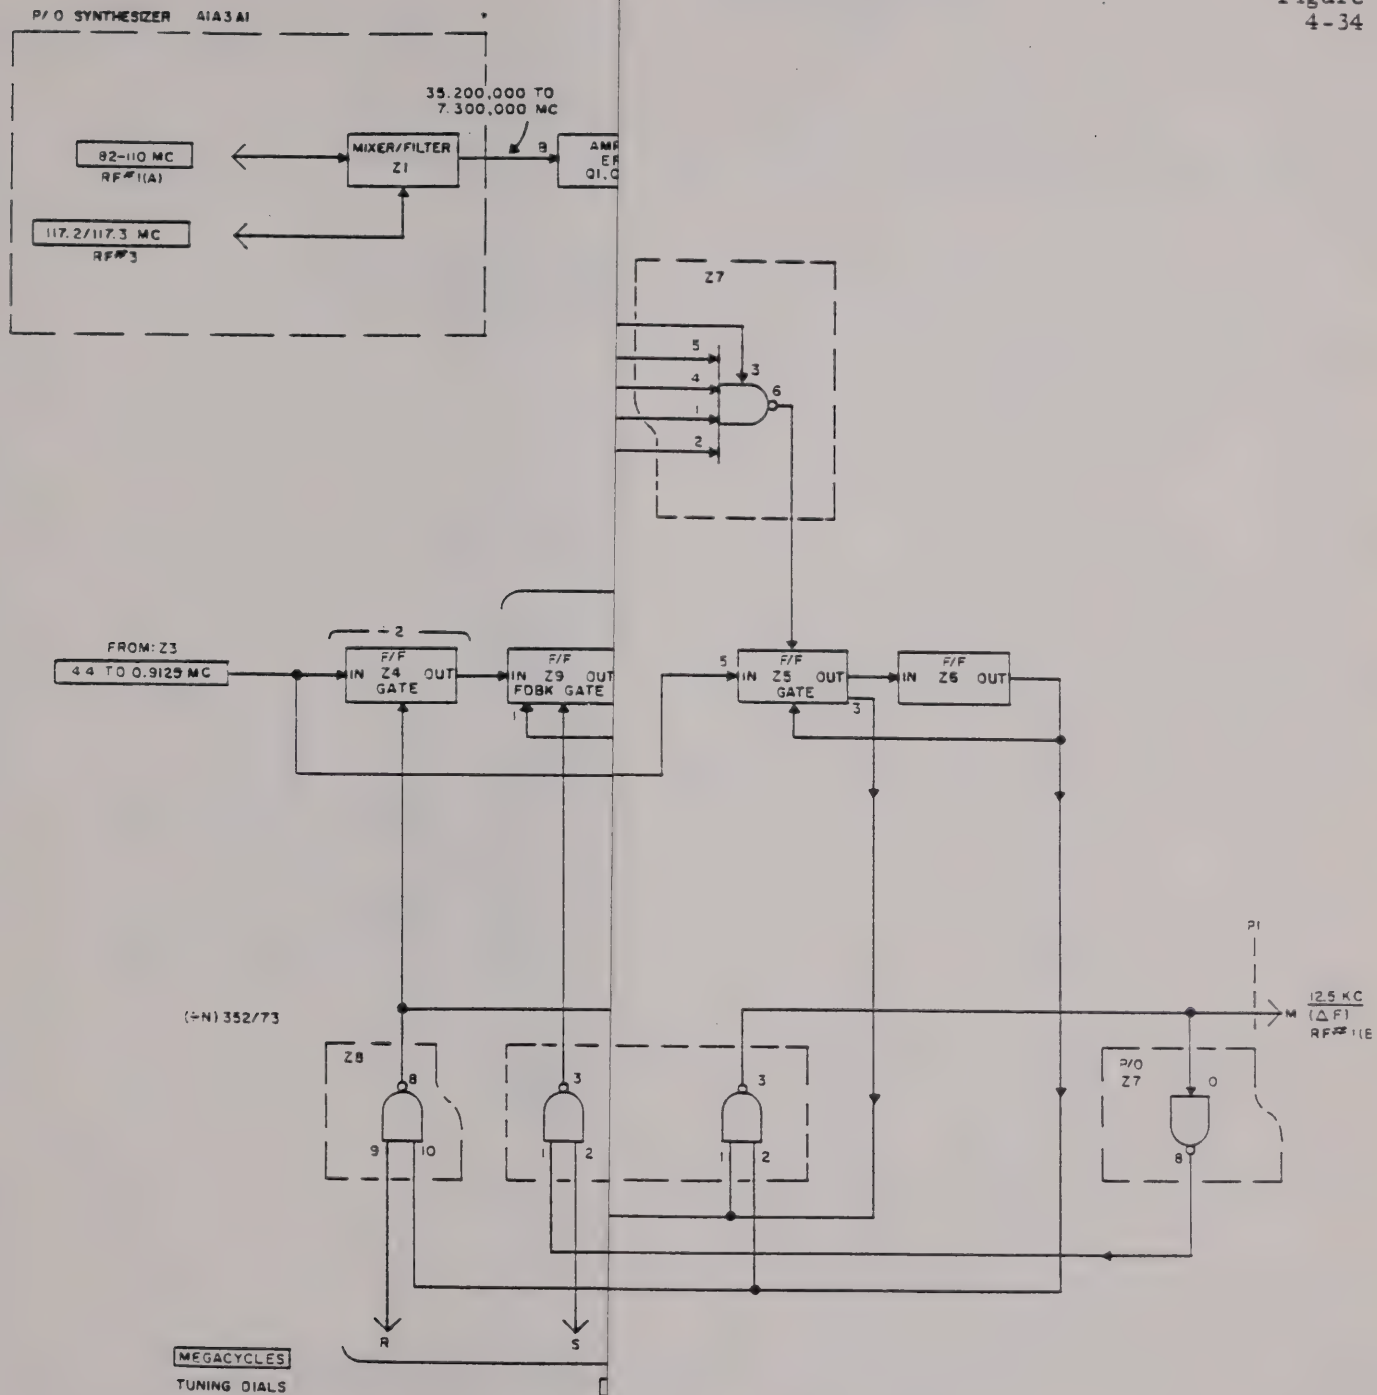 Figure
4-34
P/O SYNTHESIZER A1A3A1
35.200,000 TO
7.300,000 MC
82-110 MC
RF#1(A)
MIXER/FILTER
Z1
B
117.2/117.3 MC
RF#3
Z7
5
4
1
2
3
6
FROM: Z3
4.4 TO 0.9125 MC
÷2
F/F
IN Z4 OUT
GATE
F/F
IN Z9 OUT
FDBK GATE
1
5
F/F
IN Z5 OUT
GATE
3
F/F
IN Z6 OUT
(÷N) 352/73
P1
M
12.5 KC
(ΔF)
RF#1(E
Z8
8
9 10
3
1 2
3
1 2
P/O
Z7
8
R
S
MEGACYCLES
TUNING DIALS